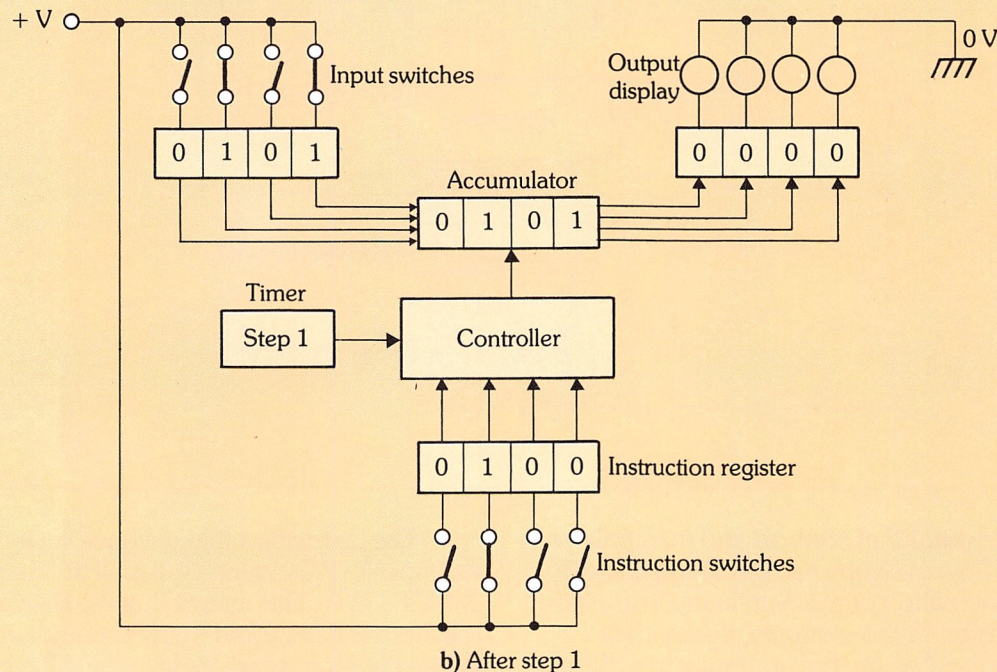 + V
0 V
Input switches
Output
display
0 1 0 1
0 0 0 0
Accumulator
0 1 0 1
Timer
Step 1
Controller
0 1 0 0
Instruction register
Instruction switches
b) After step 1